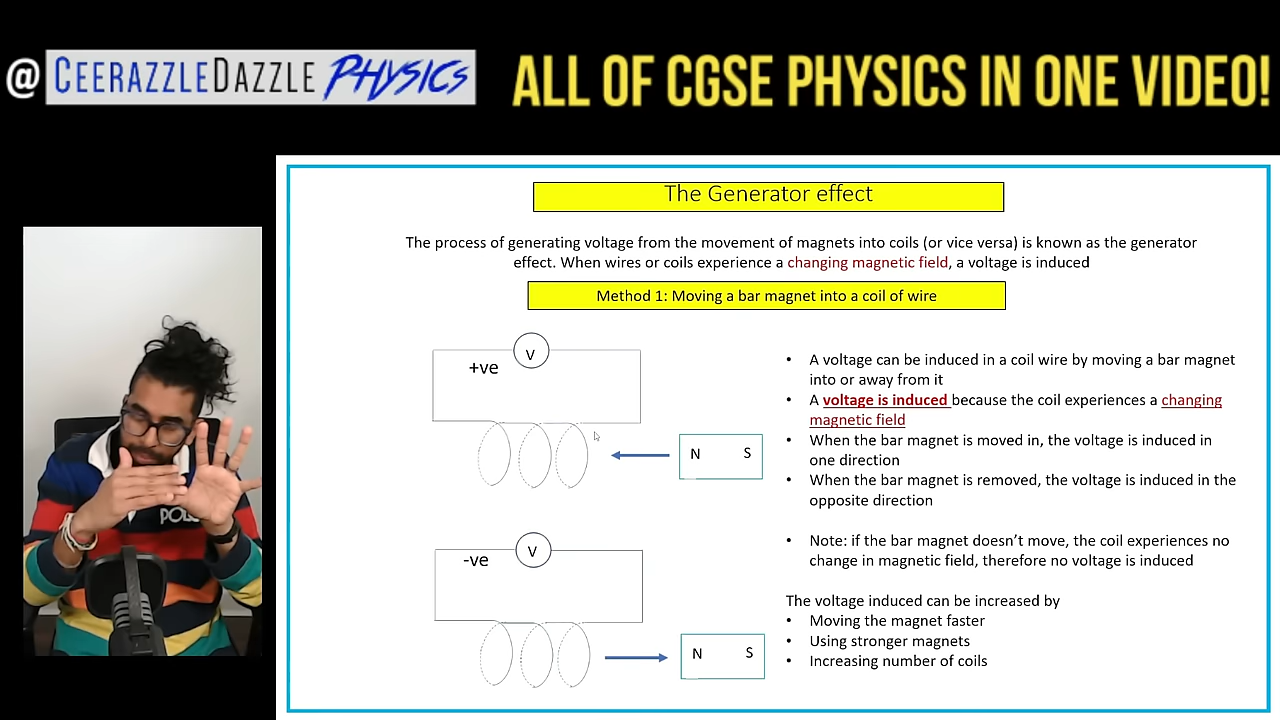 @ CEERAZZLEDAZZLE PHYSICS
ALL OF CGSE PHYSICS IN ONE VIDEO!
The Generator effect
The process of generating voltage from the movement of magnets into coils (or vice versa) is known as the generator
effect. When wires or coils experience a changing magnetic field, a voltage is induced
Method 1: Moving a bar magnet into a coil of wire
V
+ve
N S
• A voltage can be induced in a coil wire by moving a bar magnet
into or away from it
• A voltage is induced because the coil experiences a changing
magnetic field
• When the bar magnet is moved in, the voltage is induced in
one direction
• When the bar magnet is removed, the voltage is induced in the
opposite direction
• Note: if the bar magnet doesn't move, the coil experiences no
change in magnetic field, therefore no voltage is induced
V
-ve
N S
The voltage induced can be increased by
• Moving the magnet faster
• Using stronger magnets
• Increasing number of coils
POLO